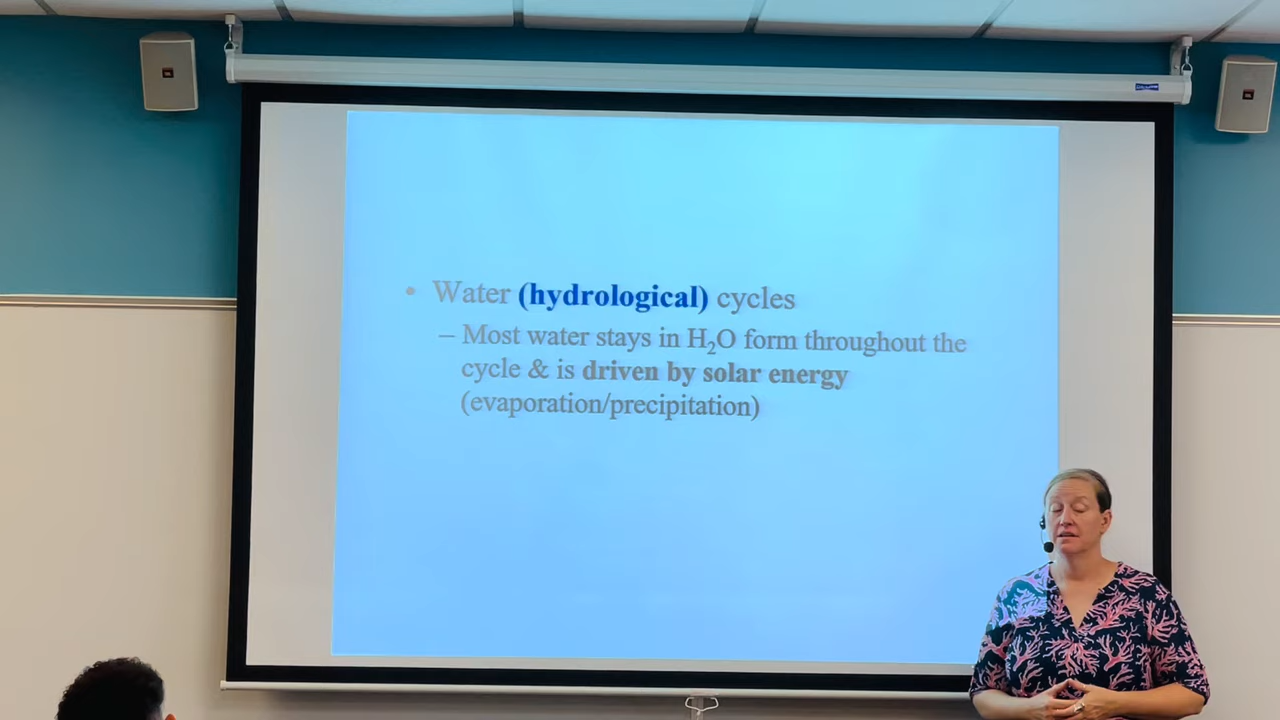 • Water (hydrological) cycles
– Most water stays in H₂O form throughout the
cycle & is driven by solar energy
(evaporation/precipitation)